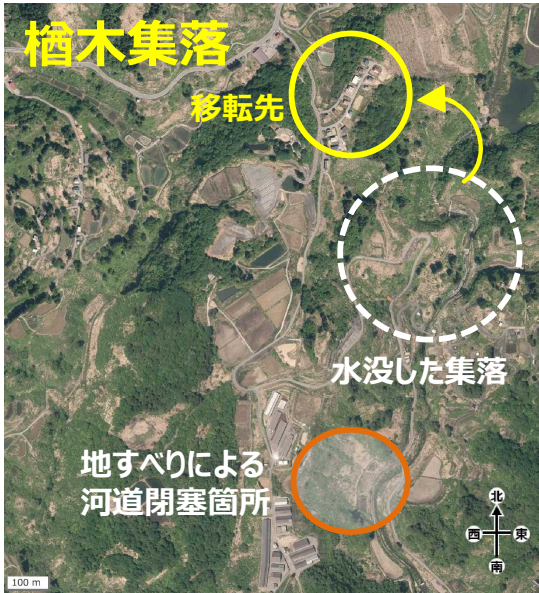 楢木集落
移転先
水没した集落
地すべりによる
河道閉塞箇所
北
西 東
南
100 m